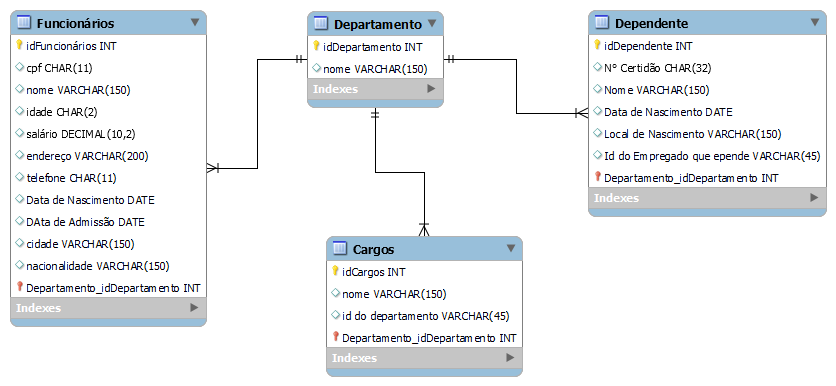 Funcionários
idFuncionários INT
cpf CHAR(11)
nome VARCHAR(150)
idade CHAR(2)
salário DECIMAL(10,2)
endereço VARCHAR(200)
telefone CHAR(11)
Data de Nascimento DATE
DAta de Admissão DATE
cidade VARCHAR(150)
nacionalidade VARCHAR(150)
Departamento_idDepartamento INT
Indexes
Departamento
idDepartamento INT
nome VARCHAR(150)
Indexes
Dependente
idDependente INT
Nº Certidão CHAR(32)
Nome VARCHAR(150)
Data de Nascimento DATE
Local de Nascimento VARCHAR(150)
Id do Empregado que epende VARCHAR(45)
Departamento_idDepartamento INT
Indexes
Cargos
idCargos INT
nome VARCHAR(150)
id do departamento VARCHAR(45)
Departamento_idDepartamento INT
Indexes